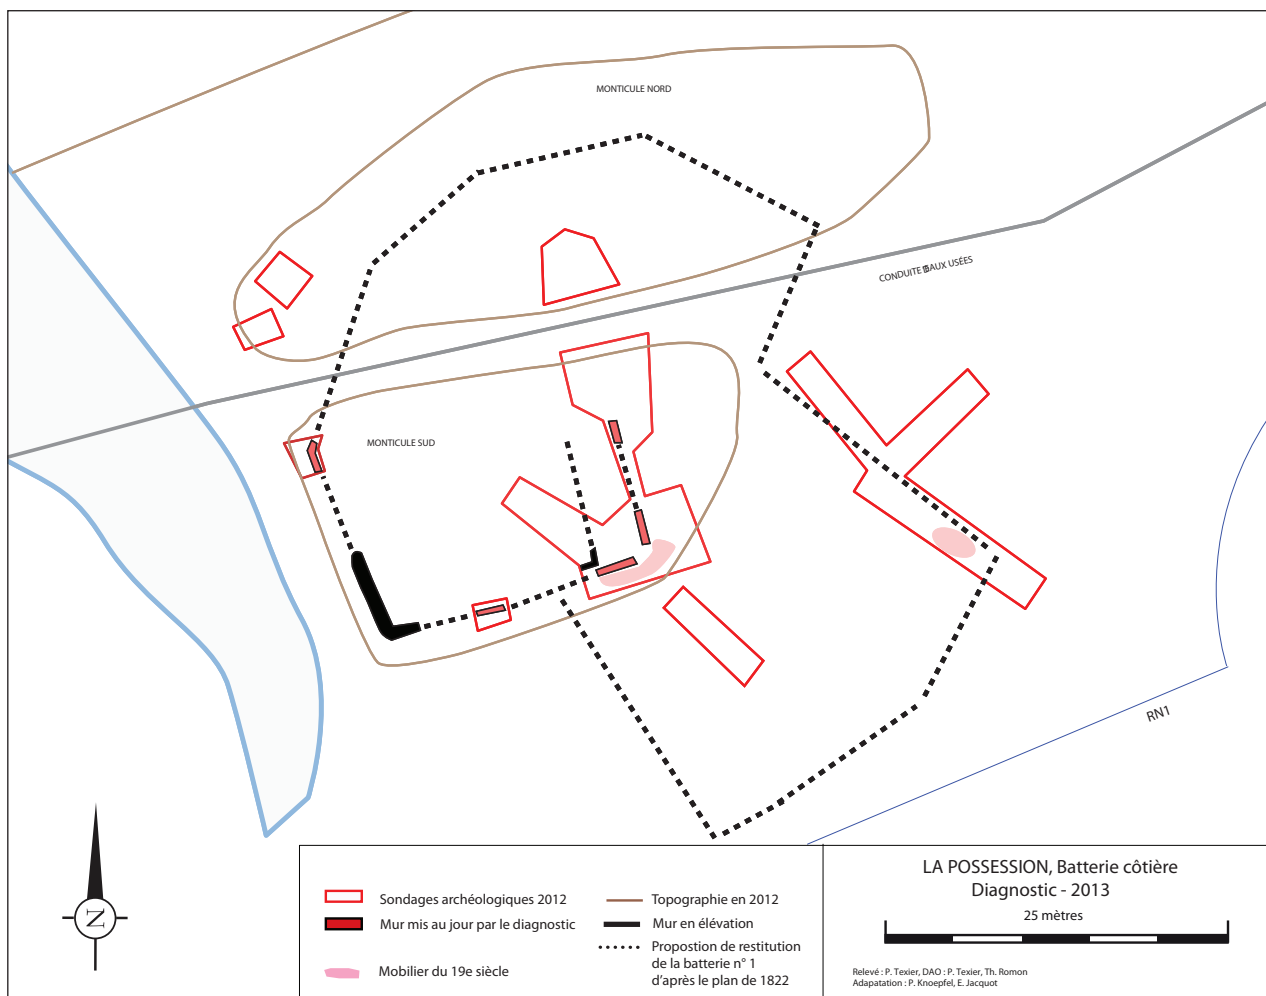 MONTICULE NORD
CONDUITE EAUX USÉES
MONTICULE SUD
RN1
N
Sondages archéologiques 2012
Mur mis au jour par le diagnostic
Mobilier du 19e siècle
Topographie en 2012
Mur en élévation
Propostion de restitution
de la batterie n° 1
d'après le plan de 1822
LA POSSESSION, Batterie côtière
Diagnostic - 2013
25 mètres
Relevé : P. Texier, DAO : P. Texier, Th. Romon
Adapatation : P. Knoepfel, E. Jacquot